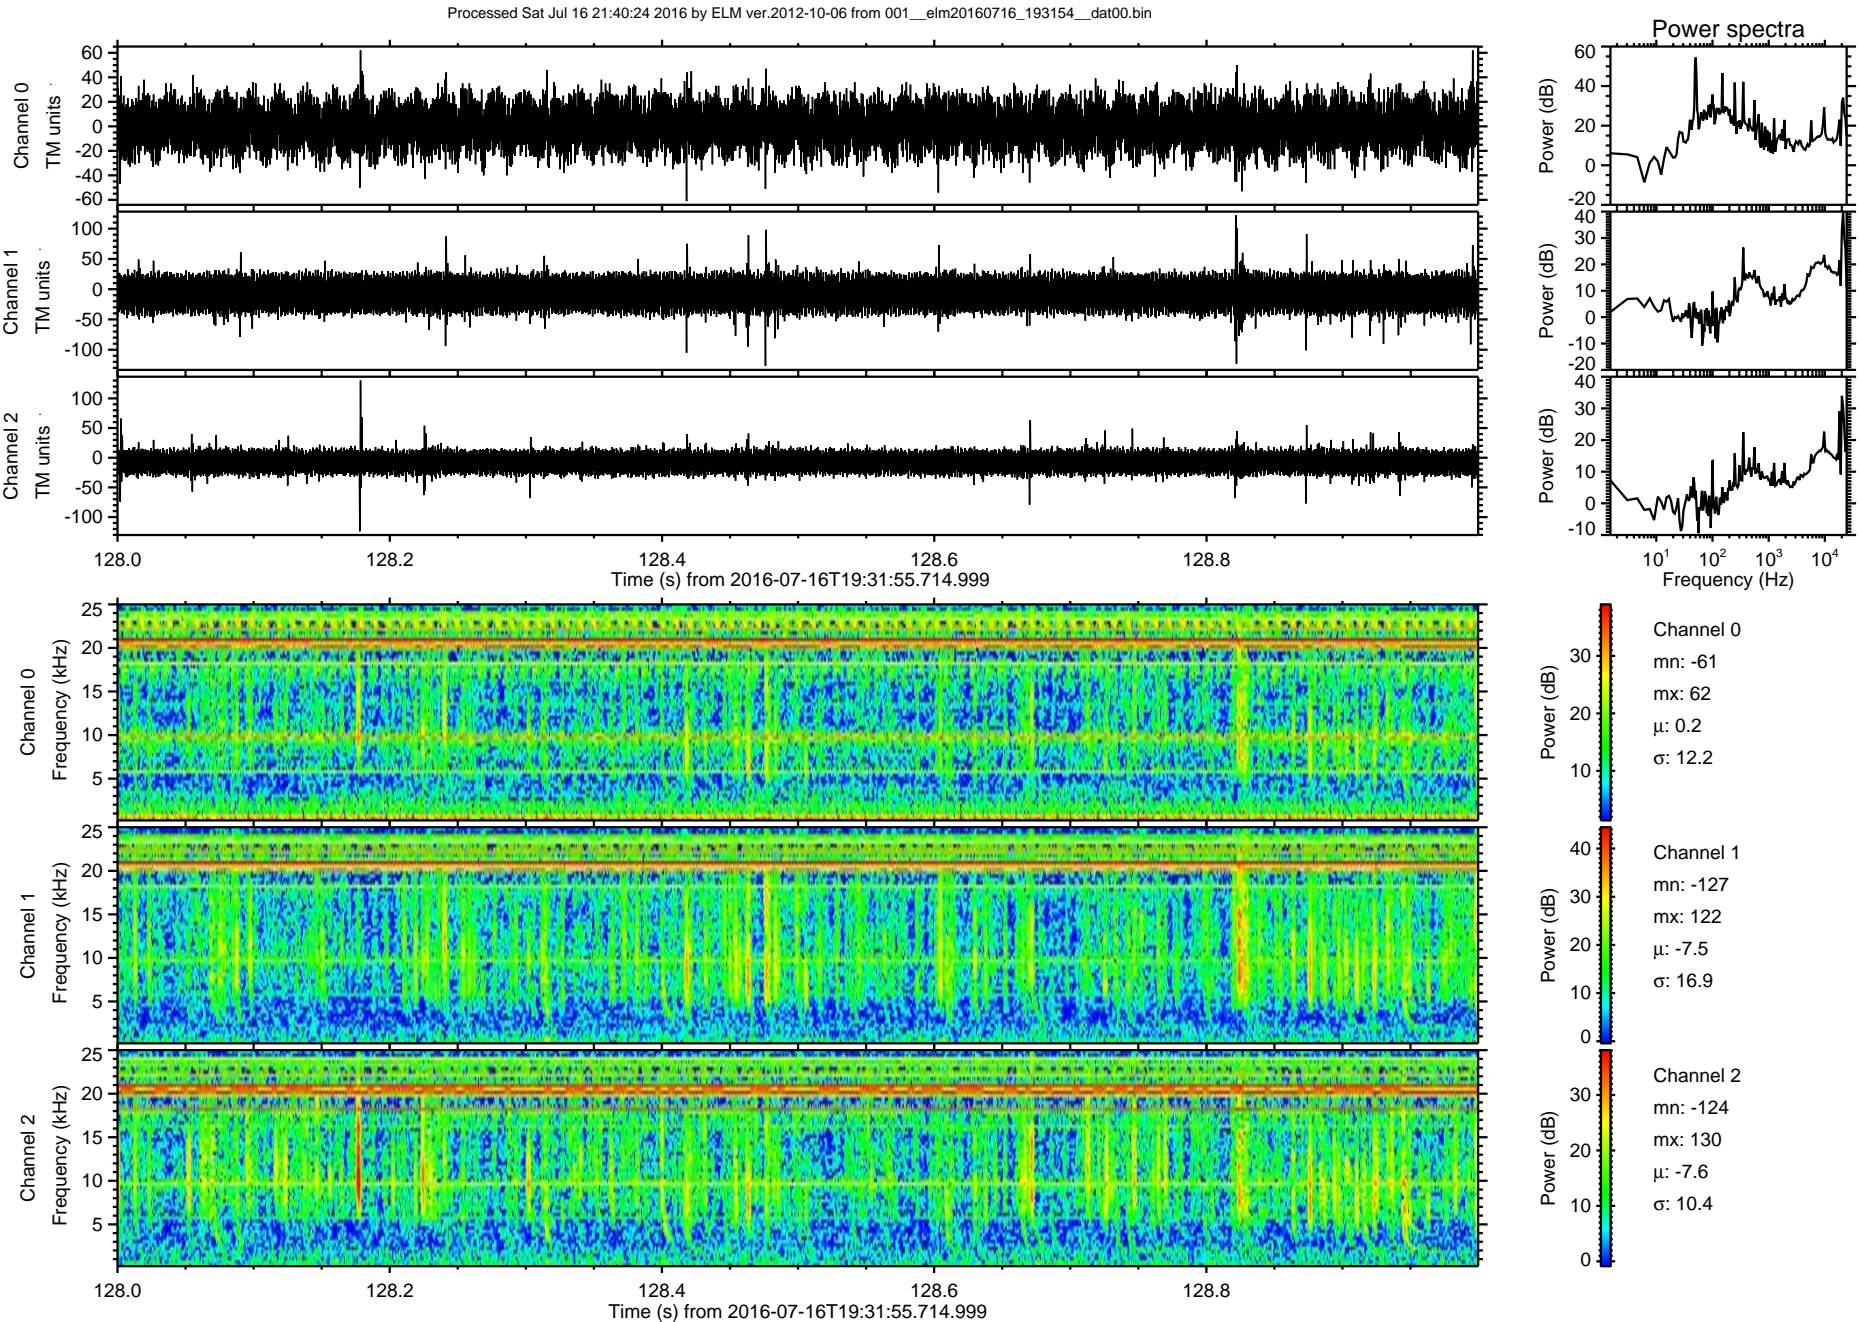 Processed Sat Jul 16 21:40:24 2016 by ELM ver.2012-10-06 from 001__elm20160716_193154__dat00.bin
Power spectra
Channel 0
TM units
60
40
20
0
-20
-40
-60
Power (dB)
60
40
20
0
-20
Channel 1
TM units
100
50
0
-50
-100
Power (dB)
40
30
20
10
0
-10
-20
Channel 2
TM units
100
50
0
-50
-100
Power (dB)
40
30
20
10
0
-10
128.0 128.2 128.4 128.6 128.8
Time (s) from 2016-07-16T19:31:55.714.999
10^1 10^2 10^3 10^4
Frequency (Hz)
Channel 0
Frequency (kHz)
25
20
15
10
5
Power (dB)
30
20
10
Channel 0
mn: -61
mx: 62
µ: 0.2
σ: 12.2
Channel 1
Frequency (kHz)
25
20
15
10
5
Power (dB)
40
30
20
10
0
Channel 1
mn: -127
mx: 122
µ: -7.5
σ: 16.9
Channel 2
Frequency (kHz)
25
20
15
10
5
Power (dB)
30
20
10
0
Channel 2
mn: -124
mx: 130
µ: -7.6
σ: 10.4
128.0 128.2 128.4 128.6 128.8
Time (s) from 2016-07-16T19:31:55.714.999